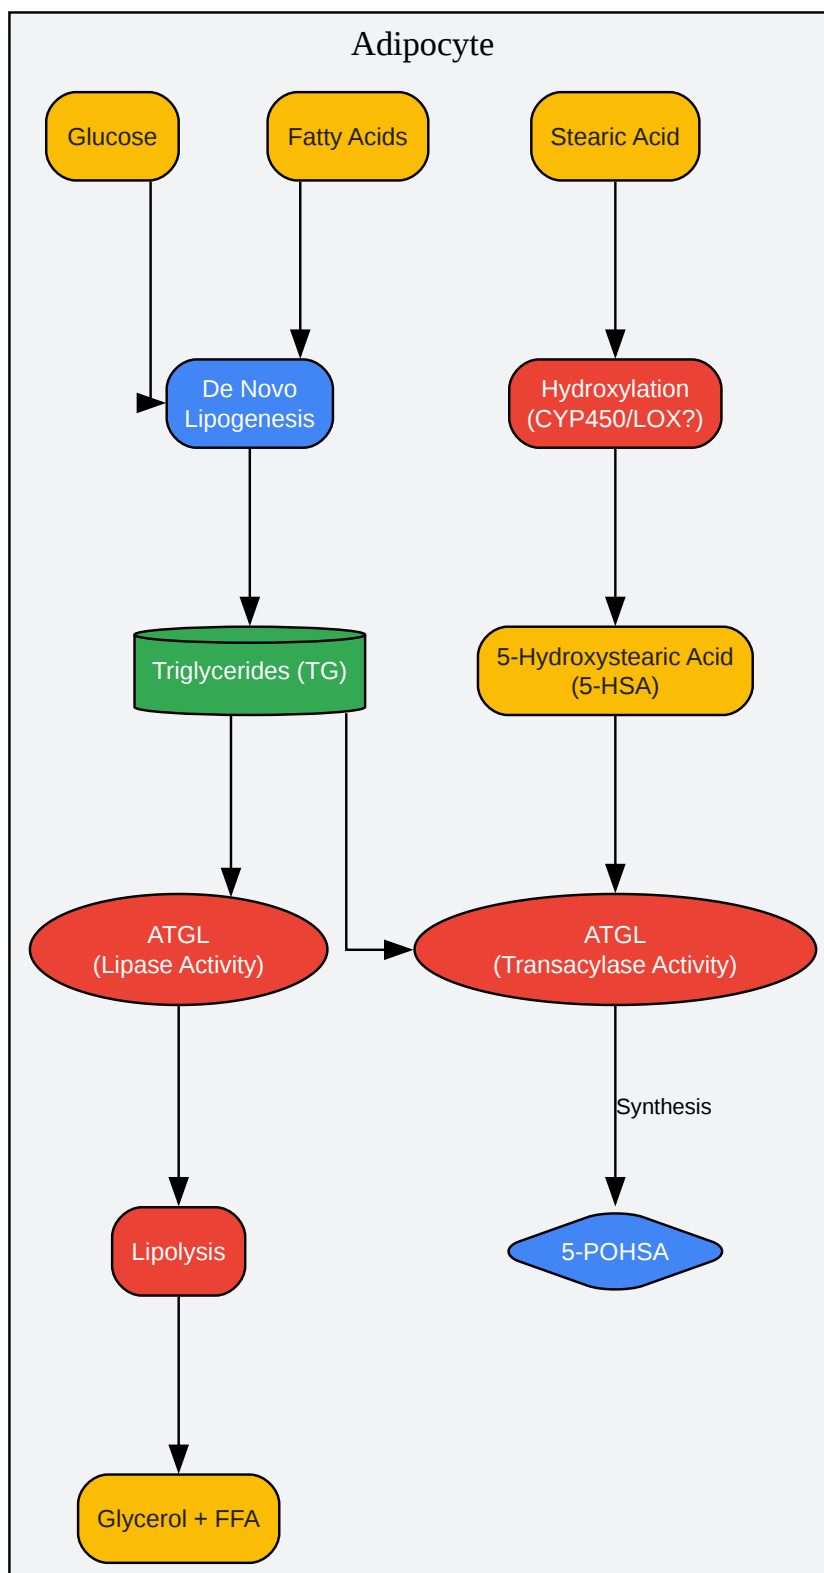 Adipocyte
Glucose
Fatty Acids
Stearic Acid
De Novo
Lipogenesis
Hydroxylation
(CYP450/LOX?)
Triglycerides (TG)
5-Hydroxystearic Acid
(5-HSA)
ATGL
(Lipase Activity)
ATGL
(Transacylase Activity)
Synthesis
Lipolysis
5-POHSA
Glycerol + FFA